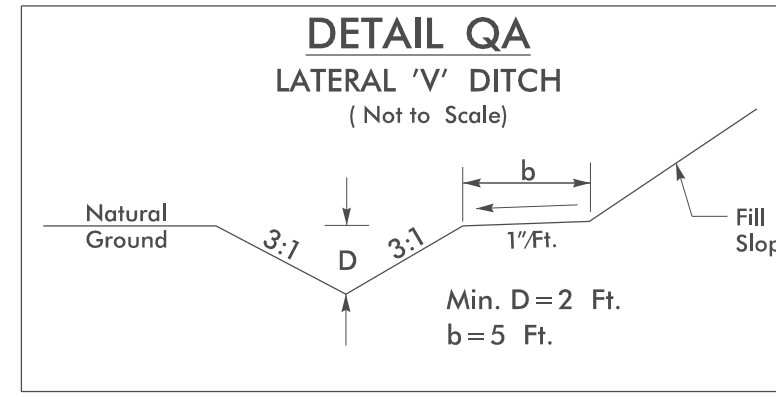 DETAIL QA
LATERAL 'V' DITCH
( Not to Scale)
b
Natural
Ground
3:1
D
3:1
1"/Ft.
Fill
Slop
Min. D=2 Ft.
b=5 Ft.